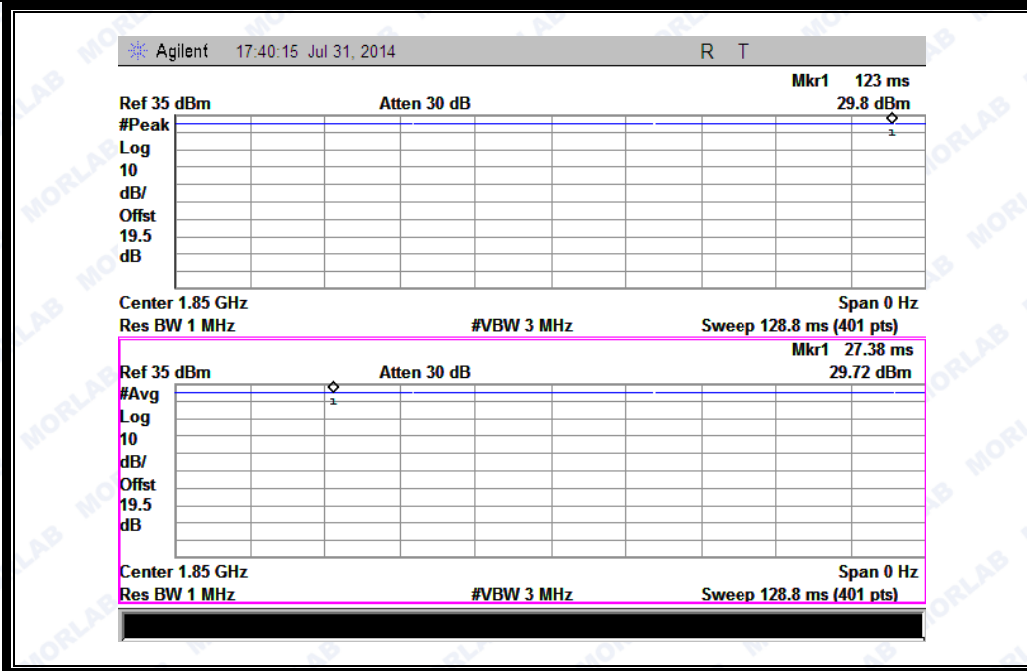 Agilent 17:40:15 Jul 31, 2014 R T
Mkr1 123 ms
Ref 35 dBm Atten 30 dB 29.8 dBm
#Peak
1
Log
10
dB/
Offst
19.5
dB
Center 1.85 GHz Span 0 Hz
Res BW 1 MHz #VBW 3 MHz Sweep 128.8 ms (401 pts)
Mkr1 27.38 ms
Ref 35 dBm Atten 30 dB 29.72 dBm
#Avg
1
Log
10
dB/
Offst
19.5
dB
Center 1.85 GHz Span 0 Hz
Res BW 1 MHz #VBW 3 MHz Sweep 128.8 ms (401 pts)
MORLAB